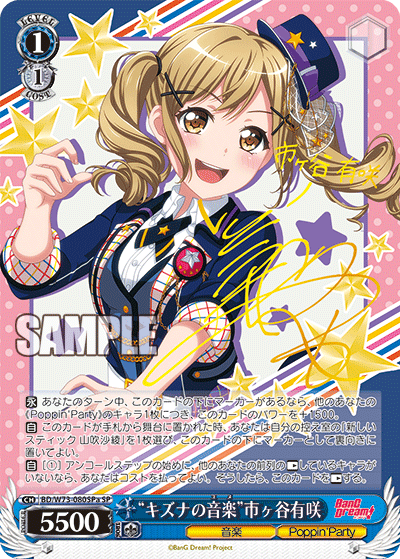 LEVEL
1
1
COST
市ヶ谷 有咲
SAMPLE
永 あなたのターン中、このカードの下にマーカーがあるなら、他のあなたの
《Poppin'Party》のキャラ1枚につき、このカードのパワーを+1500。
自 このカードが手札から舞台に置かれた時、あなたは自分の控え室の「新しい
スティック 山吹沙綾」を1枚選び、このカードの下にマーカーとして裏向きに
置いてよい。
自 [(1)] アンコールステップの始めに、他のあなたの前列のしているキャラが
いないなら、あなたはコストを払ってよい。そうしたら、このカードをする。
CH BD/W73-080SPa SP
5500
“キズナの音楽”市ヶ谷有咲
BanG Dream!
音楽
Poppin'Party
©BanG Dream! Project